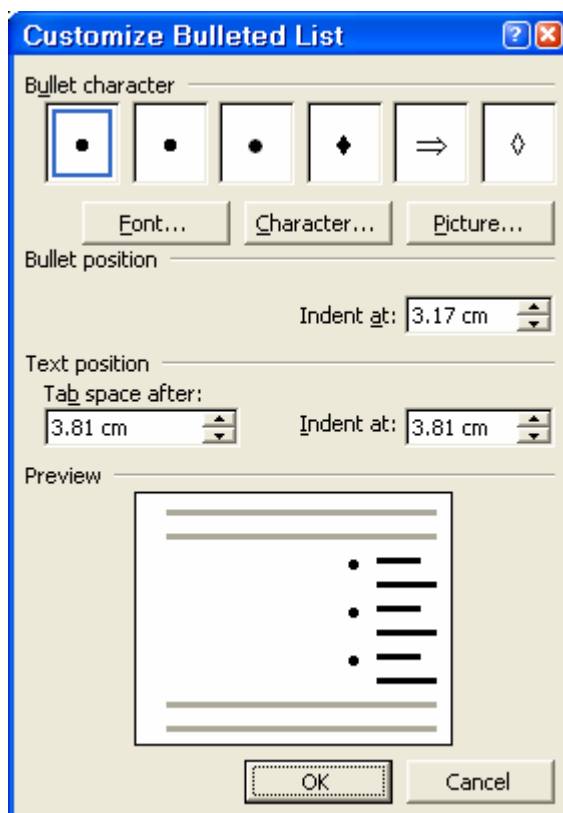 Customize Bulleted List
Bullet character
Font... Character... Picture...
Bullet position
Indent at: 3.17 cm
Text position
Tab space after:
3.81 cm Indent at: 3.81 cm
Preview
OK Cancel